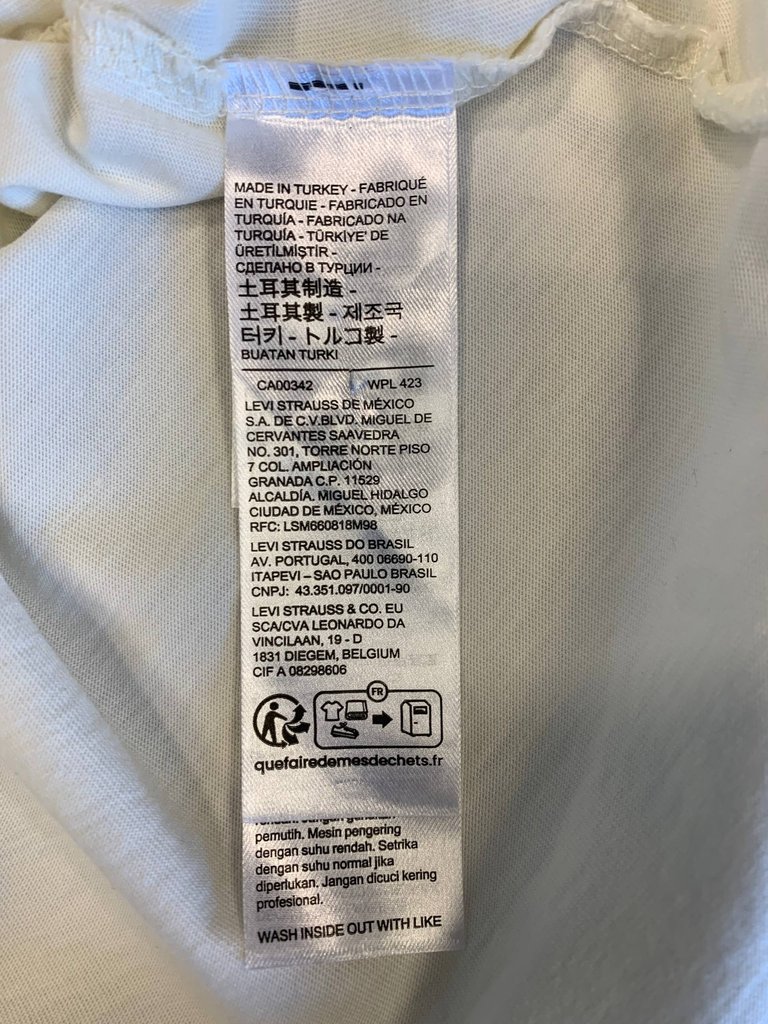 MADE IN TURKEY - FABRIQUÉ
EN TURQUIE - FABRICADO EN
TURQUÍA - FABRICADO NA
TURQUÍA - TÜRKİYE' DE
ÜRETİLMİŞTİR -
СДЕЛАНО В ТУРЦИИ -
土耳其制造 -
土耳其製 - 제조국
터키 - トルコ製 -
BUATAN TURKI
CA00342 WPL 423
LEVI STRAUSS DE MÉXICO
S.A. DE C.V.BLVD. MIGUEL DE
CERVANTES SAAVEDRA
NO. 301, TORRE NORTE PISO
7 COL. AMPLIACIÓN
GRANADA C.P. 11529
ALCALDÍA. MIGUEL HIDALGO
CIUDAD DE MÉXICO, MÉXICO
RFC: LSM660818M98
LEVI STRAUSS DO BRASIL
AV. PORTUGAL, 400 06690-110
ITAPEVI – SAO PAULO BRASIL
CNPJ: 43.351.097/0001-90
LEVI STRAUSS & CO. EU
SCA/CVA LEONARDO DA
VINCILAAN, 19 - D
1831 DIEGEM, BELGIUM
CIF A 08298606
FR
quefairedemesdechets.fr
pemutih. Mesin pengering
dengan suhu rendah. Setrika
dengan suhu normal jika
diperlukan. Jangan dicuci kering
profesional.
WASH INSIDE OUT WITH LIKE